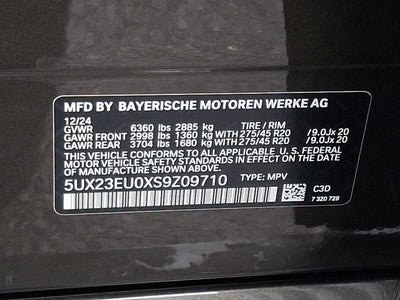 MFD BY BAYERISCHE MOTOREN WERKE AG
12/24 TIRE / RIM
GVWR 6360 lbs 2885 kg
GAWR FRONT 2998 lbs 1360 kg WITH 275/45 R20 /9.0Jx 20
GAWR REAR 3704 lbs 1680 kg WITH 275/45 R20 /9.0Jx 20
THIS VEHICLE CONFORMS TO ALL APPLICABLE U. S. FEDERAL
MOTOR VEHICLE SAFETY STANDARDS IN EFFECT ON THE
DATE OF MANUFACTURE SHOWN ABOVE.
5UX23EU0XS9Z09710 TYPE: MPV
C3D
7 320 729